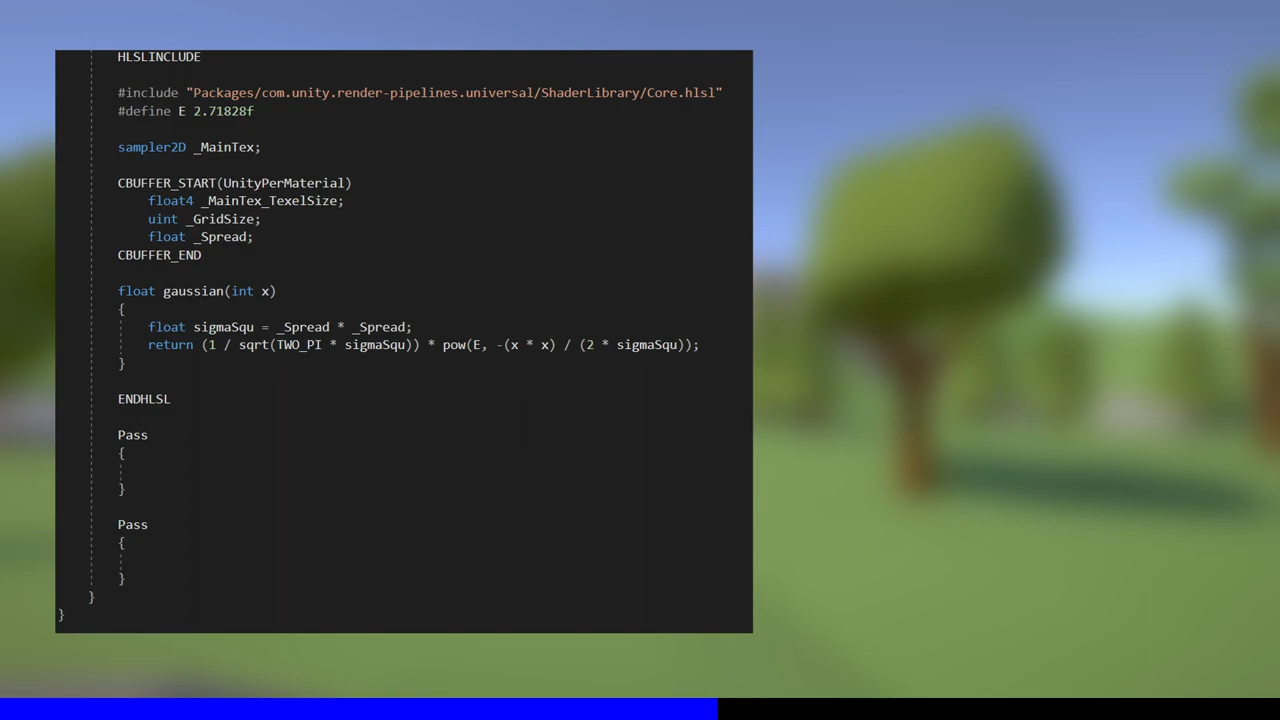 HLSLINCLUDE
#include "Packages/com.unity.render-pipelines.universal/ShaderLibrary/Core.hlsl"
#define E 2.71828f
sampler2D _MainTex;
CBUFFER_START(UnityPerMaterial)
float4 _MainTex_TexelSize;
uint _GridSize;
float _Spread;
CBUFFER_END
float gaussian(int x)
{
float sigmaSqu = _Spread * _Spread;
return (1 / sqrt(TWO_PI * sigmaSqu)) * pow(E, -(x * x) / (2 * sigmaSqu));
}
ENDHLSL
Pass
{
}
Pass
{
}
}
}